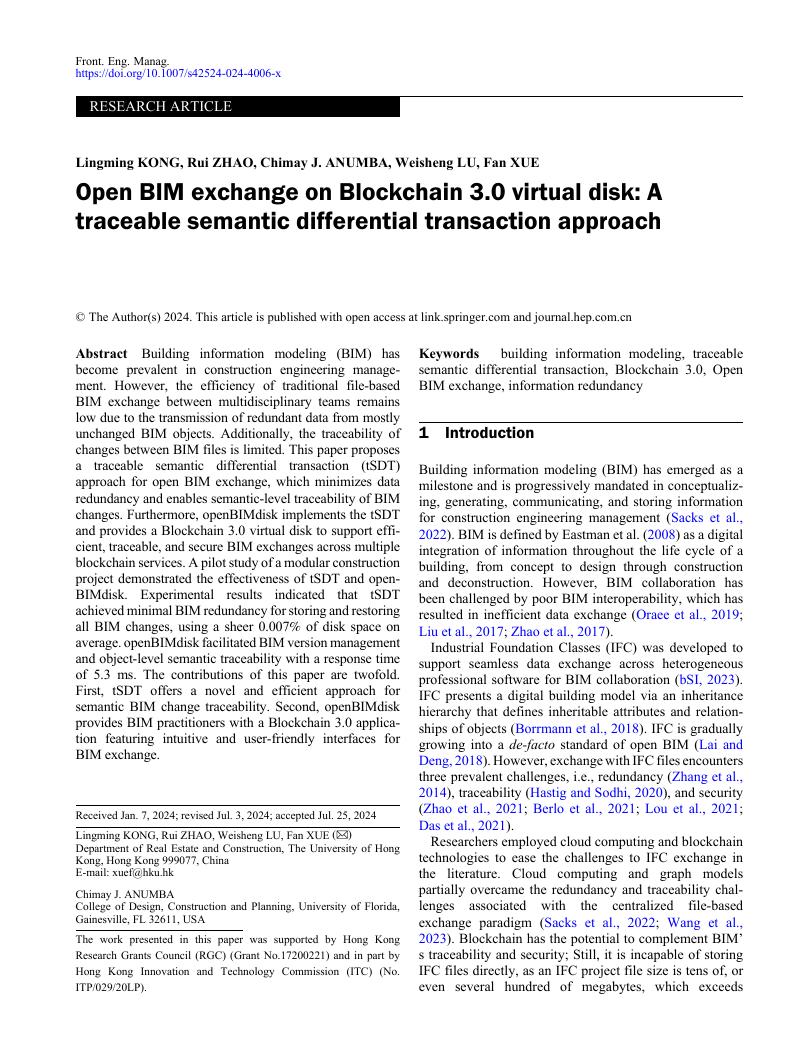 Front. Eng. Manag.
https://doi.org/10.1007/s42524-024-4006-x
RESEARCH ARTICLE
Lingming KONG, Rui ZHAO, Chimay J. ANUMBA, Weisheng LU, Fan XUE
Open BIM exchange on Blockchain 3.0 virtual disk: A
traceable semantic differential transaction approach
© The Author(s) 2024. This article is published with open access at link.springer.com and journal.hep.com.cn
Abstract Building information modeling (BIM) has
become prevalent in construction engineering manage-
ment. However, the efficiency of traditional file-based
BIM exchange between multidisciplinary teams remains
low due to the transmission of redundant data from mostly
unchanged BIM objects. Additionally, the traceability of
changes between BIM files is limited. This paper proposes
a traceable semantic differential transaction (tSDT)
approach for open BIM exchange, which minimizes data
redundancy and enables semantic-level traceability of BIM
changes. Furthermore, openBIMdisk implements the tSDT
and provides a Blockchain 3.0 virtual disk to support effi-
cient, traceable, and secure BIM exchanges across multiple
blockchain services. A pilot study of a modular construction
project demonstrated the effectiveness of tSDT and open-
BIMdisk. Experimental results indicated that tSDT
achieved minimal BIM redundancy for storing and restoring
all BIM changes, using a sheer 0.007% of disk space on
average. openBIMdisk facilitated BIM version management
and object-level semantic traceability with a response time
of 5.3 ms. The contributions of this paper are twofold.
First, tSDT offers a novel and efficient approach for
semantic BIM change traceability. Second, openBIMdisk
provides BIM practitioners with a Blockchain 3.0 applica-
tion featuring intuitive and user-friendly interfaces for
BIM exchange.
Received Jan. 7, 2024; revised Jul. 3, 2024; accepted Jul. 25, 2024
Lingming KONG, Rui ZHAO, Weisheng LU, Fan XUE (✉)
Department of Real Estate and Construction, The University of Hong
Kong, Hong Kong 999077, China
E-mail: xuef@hku.hk
Chimay J. ANUMBA
College of Design, Construction and Planning, University of Florida,
Gainesville, FL 32611, USA
The work presented in this paper was supported by Hong Kong
Research Grants Council (RGC) (Grant No.17200221) and in part by
Hong Kong Innovation and Technology Commission (ITC) (No.
ITP/029/20LP).
Keywords building information modeling, traceable
semantic differential transaction, Blockchain 3.0, Open
BIM exchange, information redundancy
1 Introduction
Building information modeling (BIM) has emerged as a
milestone and is progressively mandated in conceptualiz-
ing, generating, communicating, and storing information
for construction engineering management (Sacks et al.,
2022). BIM is defined by Eastman et al. (2008) as a digital
integration of information throughout the life cycle of a
building, from concept to design through construction
and deconstruction. However, BIM collaboration has
been challenged by poor BIM interoperability, which has
resulted in inefficient data exchange (Oraee et al., 2019;
Liu et al., 2017; Zhao et al., 2017).
Industrial Foundation Classes (IFC) was developed to
support seamless data exchange across heterogeneous
professional software for BIM collaboration (bSI, 2023).
IFC presents a digital building model via an inheritance
hierarchy that defines inheritable attributes and relation-
ships of objects (Borrmann et al., 2018). IFC is gradually
growing into a de-facto standard of open BIM (Lai and
Deng, 2018). However, exchange with IFC files encounters
three prevalent challenges, i.e., redundancy (Zhang et al.,
2014), traceability (Hastig and Sodhi, 2020), and security
(Zhao et al., 2021; Berlo et al., 2021; Lou et al., 2021;
Das et al., 2021).
Researchers employed cloud computing and blockchain
technologies to ease the challenges to IFC exchange in
the literature. Cloud computing and graph models
partially overcame the redundancy and traceability chal-
lenges associated with the centralized file-based
exchange paradigm (Sacks et al., 2022; Wang et al.,
2023). Blockchain has the potential to complement BIM’
s traceability and security; Still, it is incapable of storing
IFC files directly, as an IFC project file size is tens of, or
even several hundred of megabytes, which exceeds